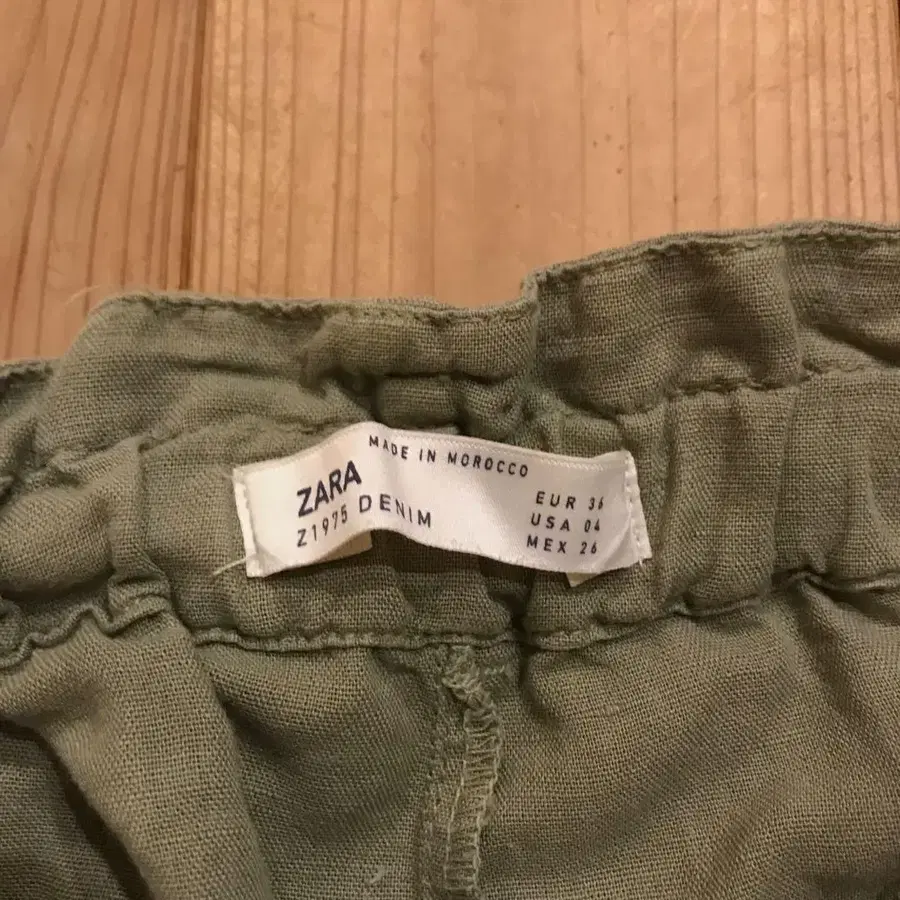 MADE IN MOROCCO
ZARA
Z1975 DENIM
EUR 36
USA 04
MEX 26